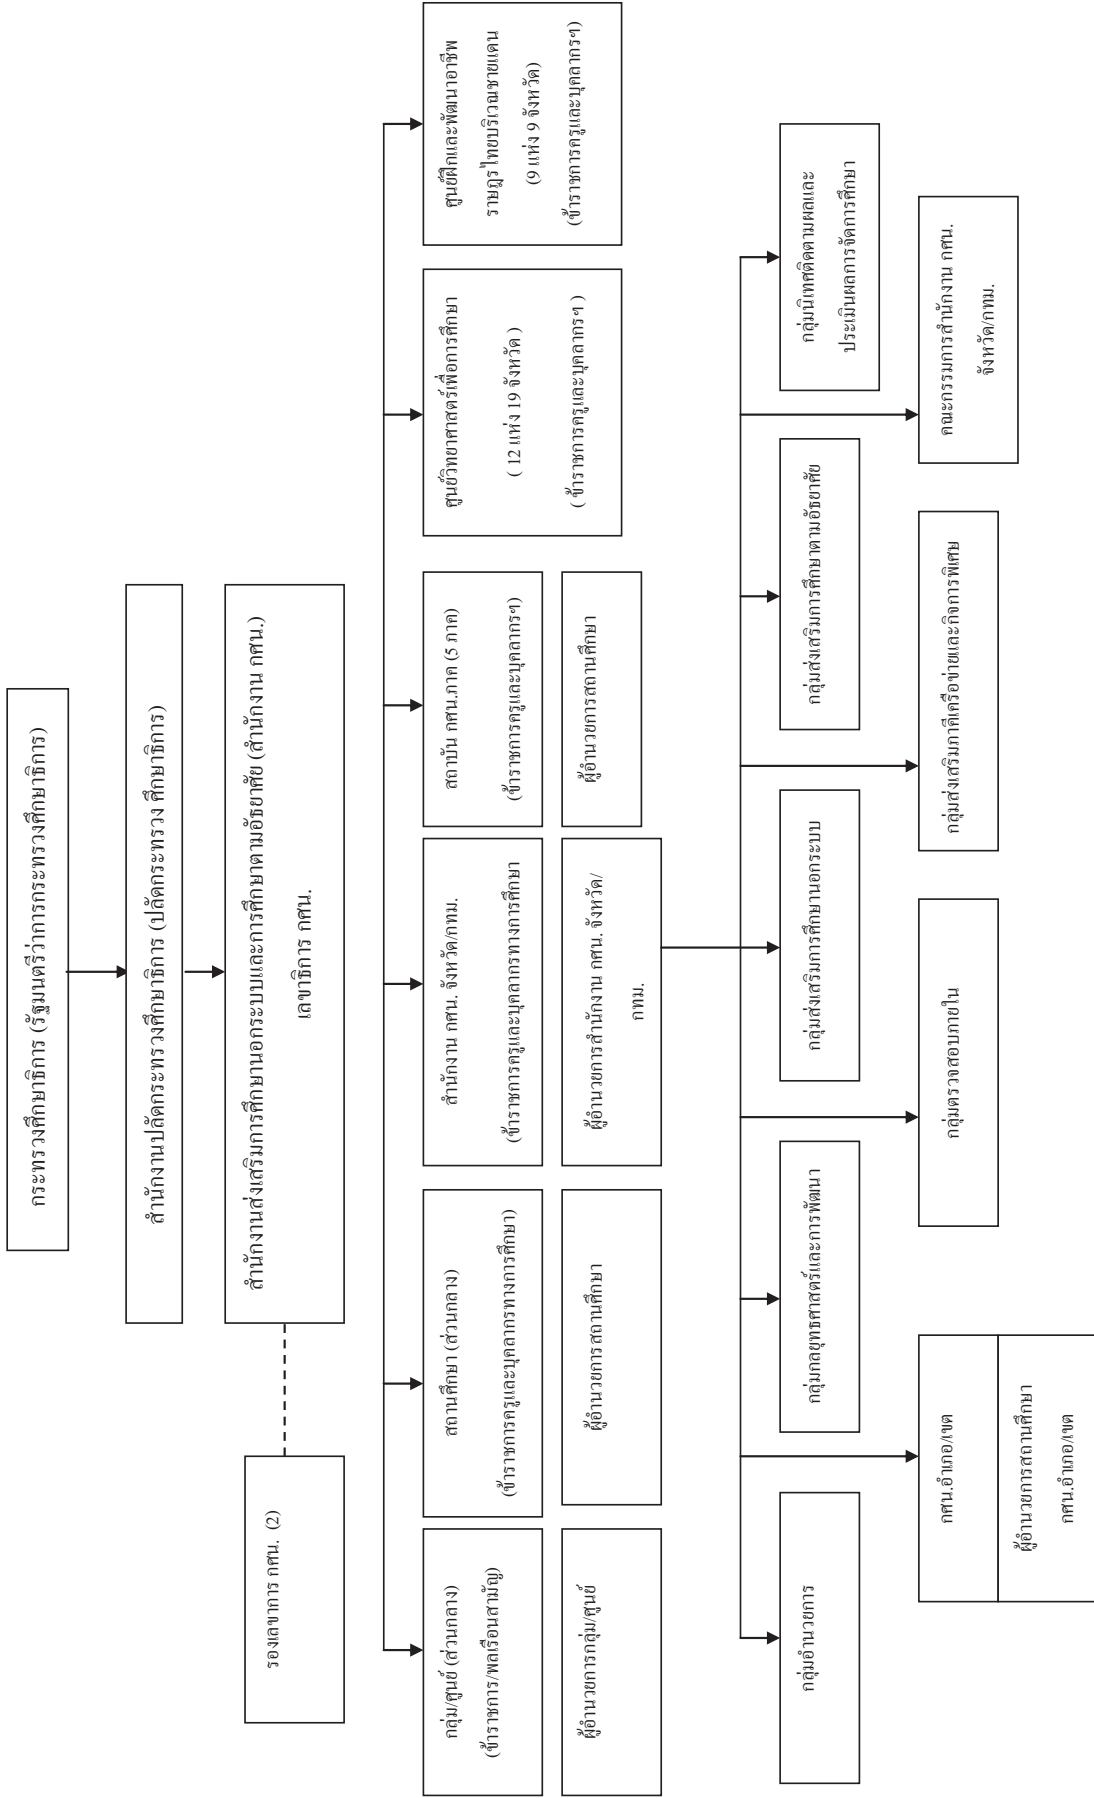 กระทรวงศึกษาธิการ (รัฐมนตรีว่าการกระทรวงศึกษาธิการ)
สำนักงานปลัดกระทรวงศึกษาธิการ (ปลัดกระทรวง ศึกษาธิการ)
สำนักงานส่งเสริมการศึกษานอกระบบและการศึกษาตามอัธยาศัย (สำนักงาน กศน.)
เลขาธิการ กศน.
รองเลขาการ กศน. (2)
กลุ่ม/ศูนย์ (ส่วนกลาง)
(ข้าราชการ/พลเรือนสามัญ)
ผู้อำนวยการกลุ่ม/ศูนย์
สถานศึกษา (ส่วนกลาง)
(ข้าราชการครูและบุคลากรทางการศึกษา)
ผู้อำนวยการสถานศึกษา
สำนักงาน กศน. จังหวัด/กทม.
(ข้าราชการครูและบุคลากรทางการศึกษา
ผู้อำนวยการสำนักงาน กศน. จังหวัด/
กทม.
สถาบัน กศน.ภาค (5 ภาค)
(ข้าราชการครูและบุคลากรฯ)
ผู้อำนวยการสถานศึกษา
ศูนย์วิทยาศาสตร์เพื่อการศึกษา
( 12 แห่ง 19 จังหวัด )
( ข้าราชการครูและบุคลากรฯ )
ศูนย์ฝึกและพัฒนาอาชีพ
ราษฎรไทยบริเวณชายแดน
(9 แห่ง 9 จังหวัด)
(ข้าราชการครูและบุคลากรฯ)
กลุ่มอำนวยการ
กลุ่มกลยุทธศาสตร์และการพัฒนา
กลุ่มส่งเสริมการศึกษานอกระบบ
กลุ่มส่งเสริมการศึกษาตามอัธยาศัย
กลุ่มนิเทศติดตามผลและ
ประเมินผลการจัดการศึกษา
กศน.อำเภอ/เขต
ผู้อำนวยการสถานศึกษา
กศน.อำเภอ/เขต
กลุ่มตรวจสอบภายใน
กลุ่มส่งเสริมภาคีเครือข่ายและกิจการพิเศษ
คณะกรรมการสำนักงาน กศน.
จังหวัด/กทม.